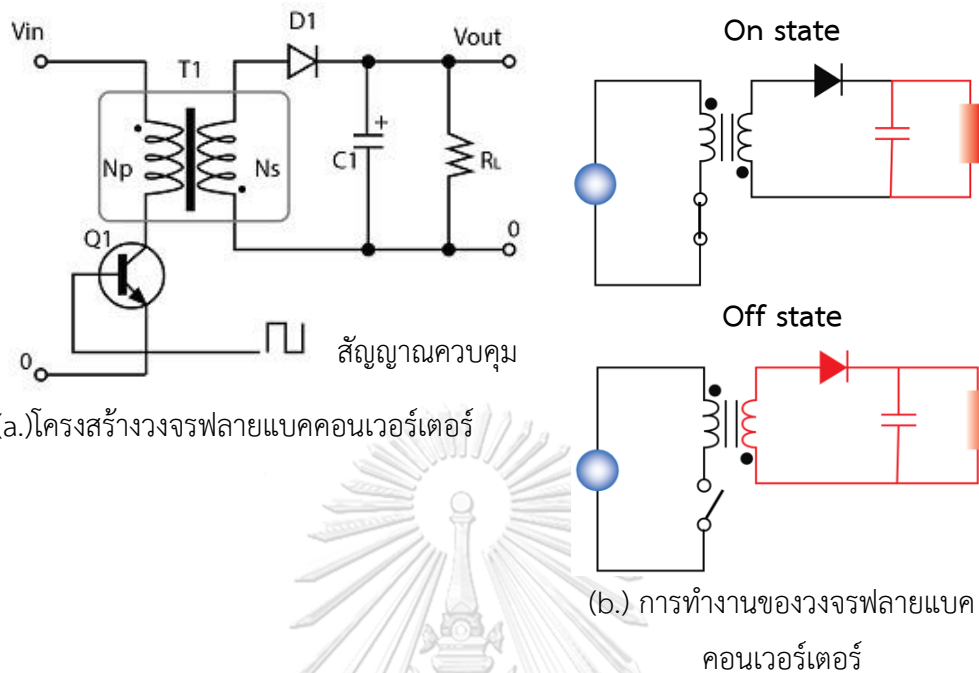 Vin
T1
D1
Vout
Np
Ns
C1
+
RL
Q1
0
0
สัญญาณควบคุม
(a.)โครงสร้างวงจรฟลายแบคคอนเวอร์เตอร์
On state
Off state
(b.) การทำงานของวงจรฟลายแบค
คอนเวอร์เตอร์